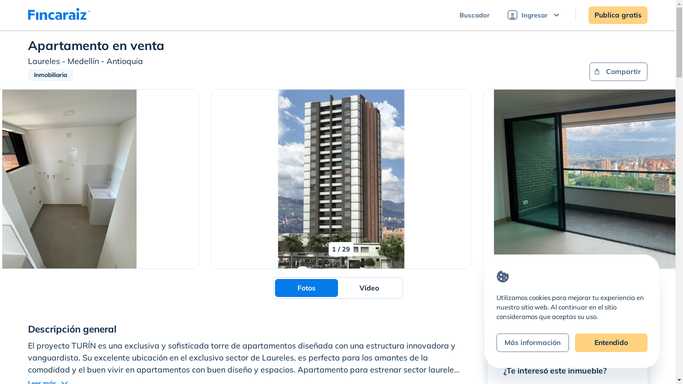 Fincaraiz
Buscador
Ingresar
Publica gratis
Apartamento en venta
Laureles - Medellín - Antioquia
Inmobiliaria
Compartir
1 / 29
Fotos
Video
Utilizamos cookies para mejorar tu experiencia en
nuestro sitio web. Al continuar en el sitio
consideramos que aceptas su uso.
Más información
Entendido
Descripción general
El proyecto TURÍN es una exclusiva y sofisticada torre de apartamentos diseñada con una estructura innovadora y
vanguardista. Su excelente ubicación en el exclusivo sector de Laureles. es perfecta para los amantes de la
comodidad y el buen vivir en apartamentos con buen diseño y espacios. Apartamento para estrenar sector laurele...
Leer más
¿Te interesó este inmueble?